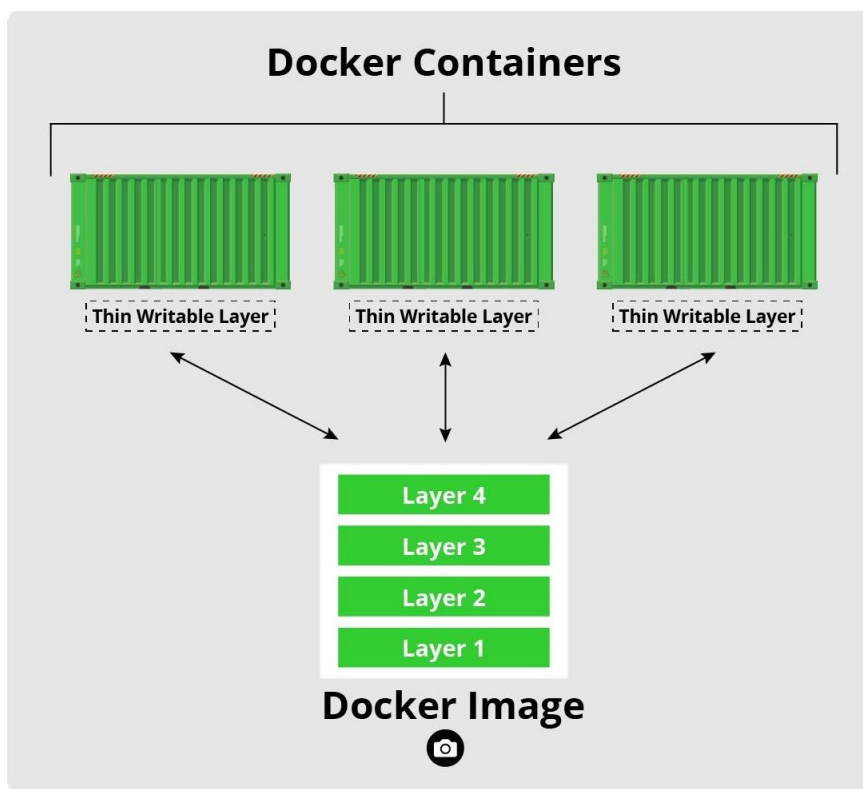 Docker Containers
Thin Writable Layer
Thin Writable Layer
Thin Writable Layer
Layer 4
Layer 3
Layer 2
Layer 1
Docker Image